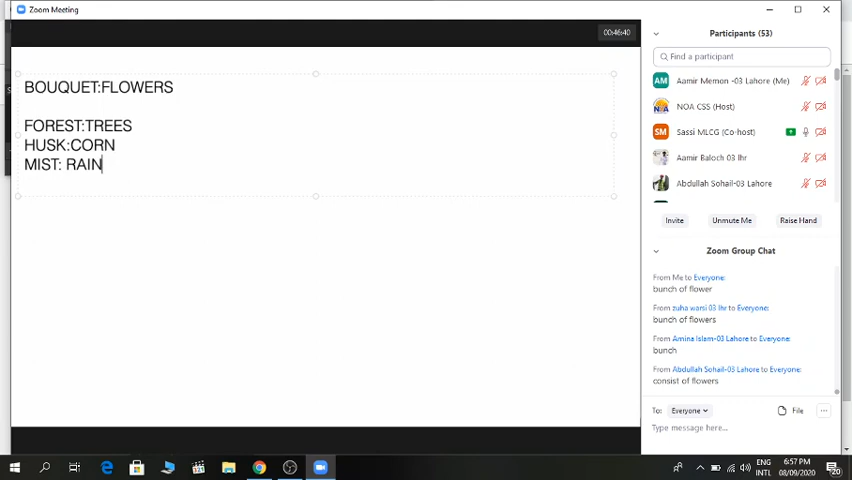 Zoom Meeting
00:46:40
BOUQUET:FLOWERS
FOREST:TREES
HUSK:CORN
MIST: RAIN
Participants (53)
Find a participant
AM Aamir Memon -03 Lahore (Me)
NOA NOA CSS (Host)
SM Sassi MLCG (Co-host)
Aamir Baloch 03 lhr
Abdullah Sohail-03 Lahore
Invite Unmute Me Raise Hand
Zoom Group Chat
From Me to Everyone:
bunch of flower
From zuha warsi 03 lhr to Everyone:
bunch of flowers
From Amina Islam-03 Lahore to Everyone:
bunch
From Abdullah Sohail-03 Lahore to Everyone:
consist of flowers
To: Everyone File ...
Type message here...
ENG 6:57 PM
INTL 08/09/2020
20